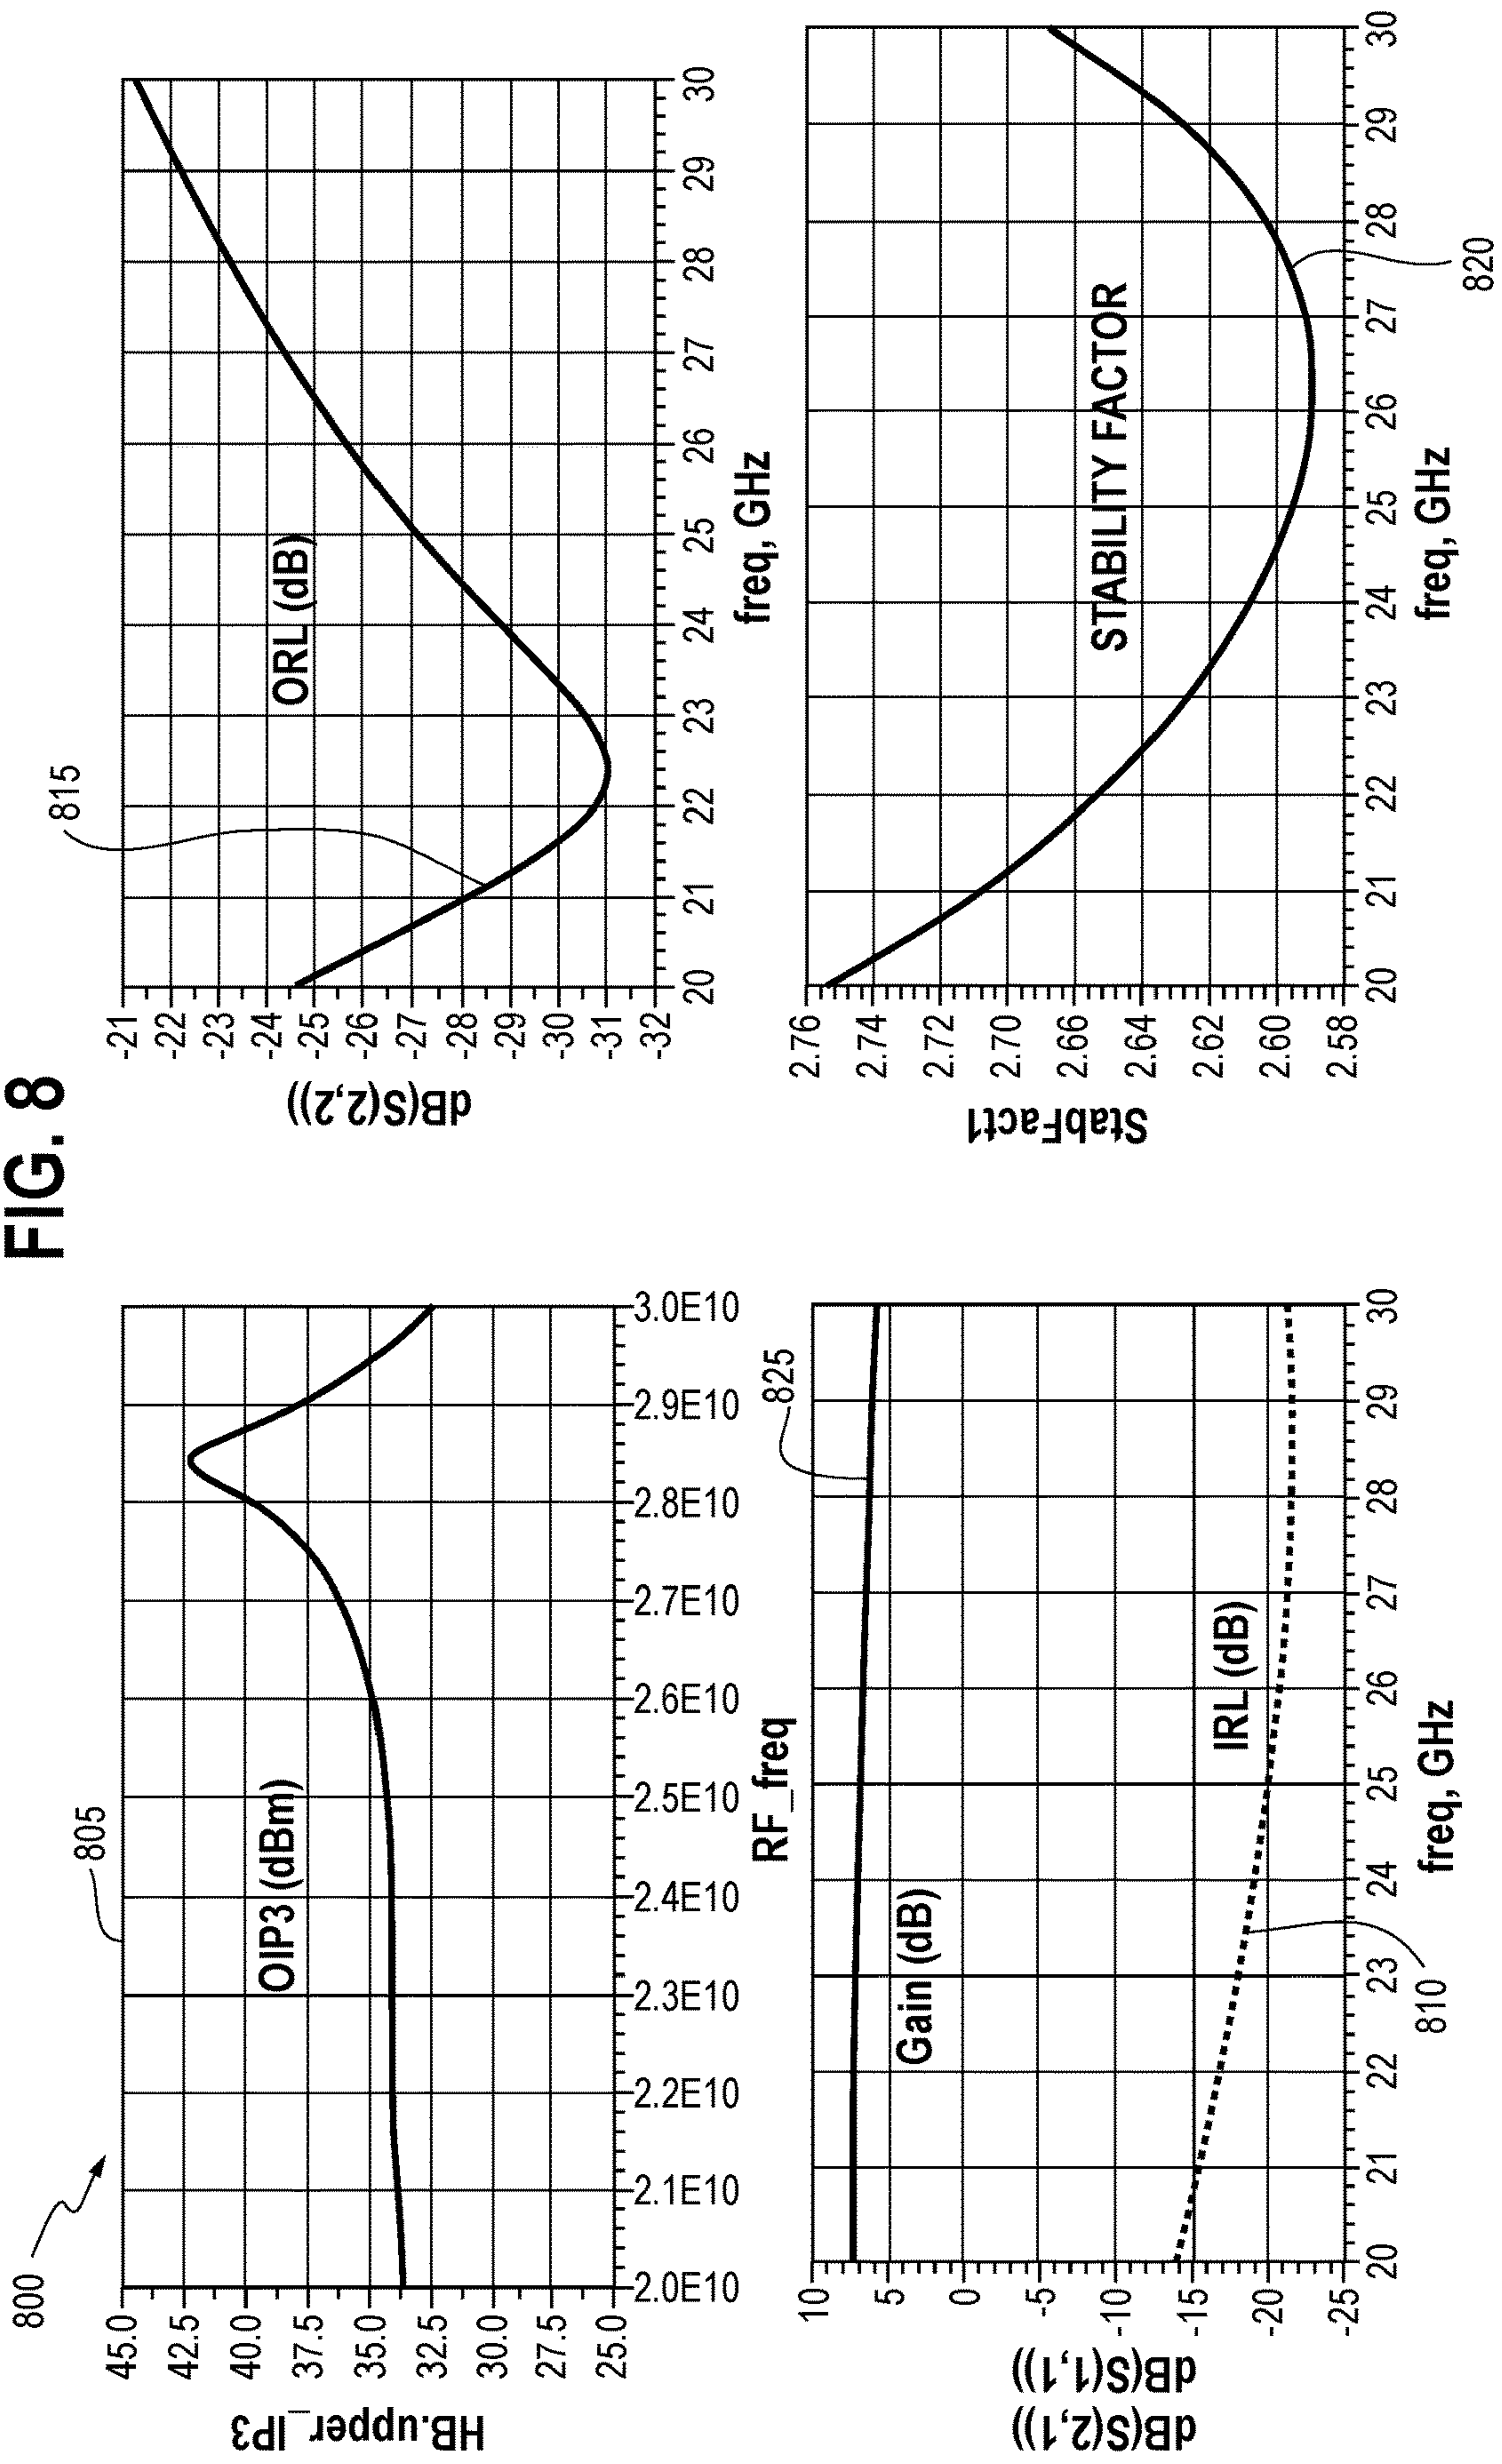 FIG. 8
800
805
HB.upper_IP3
45.0
42.5
40.0
37.5
35.0
32.5
30.0
27.5
25.0
OIP3 (dBm)
2.0E10 2.1E10 2.2E10 2.3E10 2.4E10 2.5E10 2.6E10 2.7E10 2.8E10 2.9E10 3.0E10
RF_freq
815
dB(S(2,2))
-21
-22
-23
-24
-25
-26
-27
-28
-29
-30
-31
-32
ORL (dB)
20 21 22 23 24 25 26 27 28 29 30
freq, GHz
825
dB(S(2,1))
dB(S(1,1))
10
5
0
-5
-10
-15
-20
-25
Gain (dB)
IRL (dB)
20 21 22 23 24 25 26 27 28 29 30
freq, GHz
810
StabFact1
2.76
2.74
2.72
2.70
2.66
2.64
2.62
2.60
2.58
STABILITY FACTOR
20 21 22 23 24 25 26 27 28 29 30
freq, GHz
820